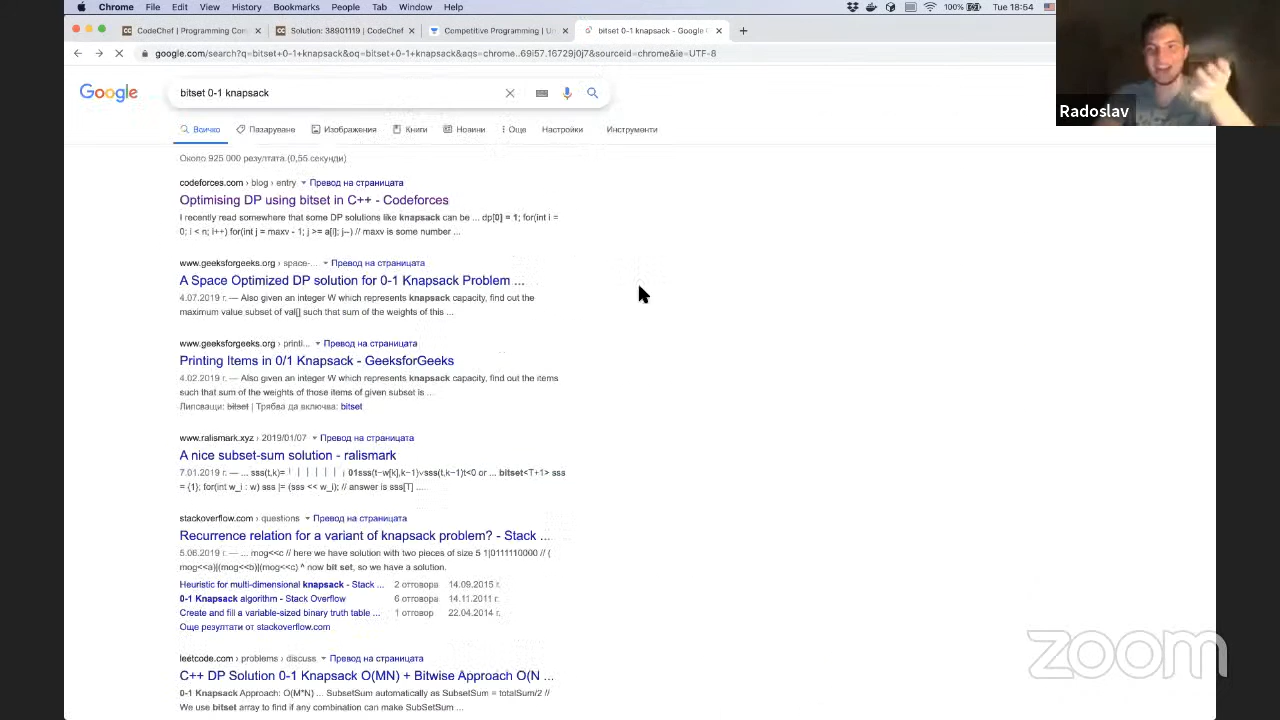 Chrome File Edit View History Bookmarks People Tab Window Help 100% Tue 18:54
CodeChef | Programming Con Solution: 38901119 | CodeChef Competitive Programming | U bitset 0-1 knapsack - Google
google.com/search?q=bitset+0-1+knapsack&oq=bitset+0-1+knapsack&aqs=chrome..69i57.16729j0j7&sourceid=chrome&ie=UTF-8
Google bitset 0-1 knapsack
Radoslav
Всичко Пазаруване Изображения Книги Новини Още Настройки Инструменти
Около 925 000 резултата (0,55 секунди)
codeforces.com › blog › entry Превод на страницата
Optimising DP using bitset in C++ - Codeforces
I recently read somewhere that some DP solutions like knapsack can be ... dp[0] = 1; for(int i =
0; i < n; i++) for(int j = maxv - 1; j >= a[i]; j--) // maxv is some number ...
www.geeksforgeeks.org › space-... Превод на страницата
A Space Optimized DP solution for 0-1 Knapsack Problem ...
4.07.2019 г. — Also given an integer W which represents knapsack capacity, find out the
maximum value subset of val[] such that sum of the weights of this ...
www.geeksforgeeks.org › printi... Превод на страницата
Printing Items in 0/1 Knapsack - GeeksforGeeks
4.02.2019 г. — Also given an integer W which represents knapsack capacity, find out the items
such that sum of the weights of those items of given subset is ...
Липсващи: bitset | Трябва да включва: bitset
www.ralismark.xyz › 2019/01/07 Превод на страницата
A nice subset-sum solution - ralismark
7.01.2019 г. — ... sss(t,k)= 01sss(t−w[k],k−1)∨sss(t,k−1)t<0 or ... bitset<T+1> sss
= {1}; for(int w_i : w) sss |= (sss << w_i); // answer is sss[T] ....
stackoverflow.com › questions Превод на страницата
Recurrence relation for a variant of knapsack problem? - Stack ...
5.06.2019 г. — ... mog<<c // here we have solution with two pieces of size 5 1|0111110000 // (
mog<<a)|(mog<<b)|(mog<<c) ^ now bit set, so we have a solution.
Heuristic for multi-dimensional knapsack - Stack ... 2 отговора 14.09.2015 г.
0-1 Knapsack algorithm - Stack Overflow 6 отговора 14.11.2011 г.
Create and fill a variable-sized binary truth table ... 1 отговор 22.04.2014 г.
Още резултати от stackoverflow.com
leetcode.com › problems › discuss Превод на страницата
C++ DP Solution 0-1 Knapsack O(MN) + Bitwise Approach O(N ...
0-1 Knapsack Approach: O(M*N) ... SubsetSum automatically as SubsetSum = totalSum/2 //
We use bitset array to find if any combination can make SubSetSum ...
zoom